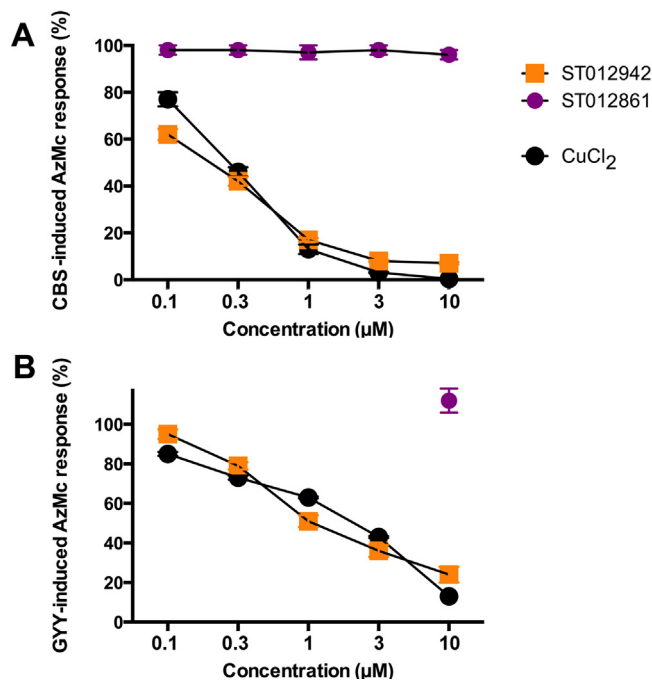 A
CBS-induced AzMc response (%)
100
80
60
40
20
0
0.1 0.3 1 3 10
Concentration (µM)
ST012942
ST012861
CuCl2
B
GYY-induced AzMc response (%)
100
80
60
40
20
0
0.1 0.3 1 3 10
Concentration (µM)